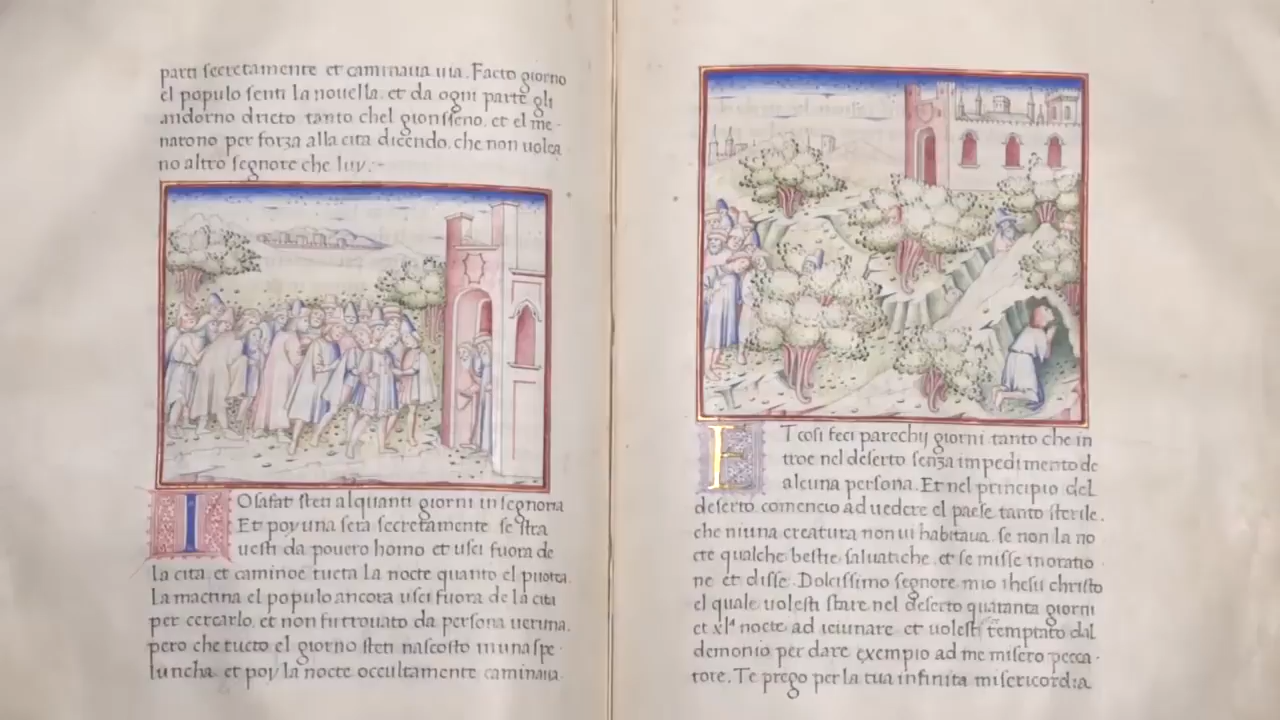 parti secretamente et caminaua uia. Facto giorno
el populo senti la nouella. et da ogni parte gli
andorno drieto tanto chel gionsseno. et el me-
narono per forza alla cita dicendo. che non uolea
no altro segnore che luy:-
IOsafat steti alquanti giorni in segnoria
Et poy una sera secretamente se stra
uesti da pouero homo et usci fuora de
la cita. et caminoe tucta la nocte quanto el puotea.
La mactina el populo ancora usci fuora de la cita
per cercarlo, et non fu trouato da persona ueruna.
pero che tucto el giorno steti nascosto in una spe-
luncha. et poy la nocte occultamente caminaua.
ET cosi feci parechij giorni tanto che in
troe nel deserto senza impedimento de
alcuna persona. Et nel principio del
deserto comencio ad uedere el paese tanto sterile.
che niuna creatura non ui habitaua. se non la no
cte qualche bestie saluatiche. et se misse in oratio
ne et disse. Dolcissimo segnore mio ihesu christo
el quale uolesti stare nel deserto quaranta giorni
et xlª nocte ad ieiunare et uolesti temptato dal
demonio per dare exempio ad me misero pecca-
tore. Te prego per la tua infinita misericordia